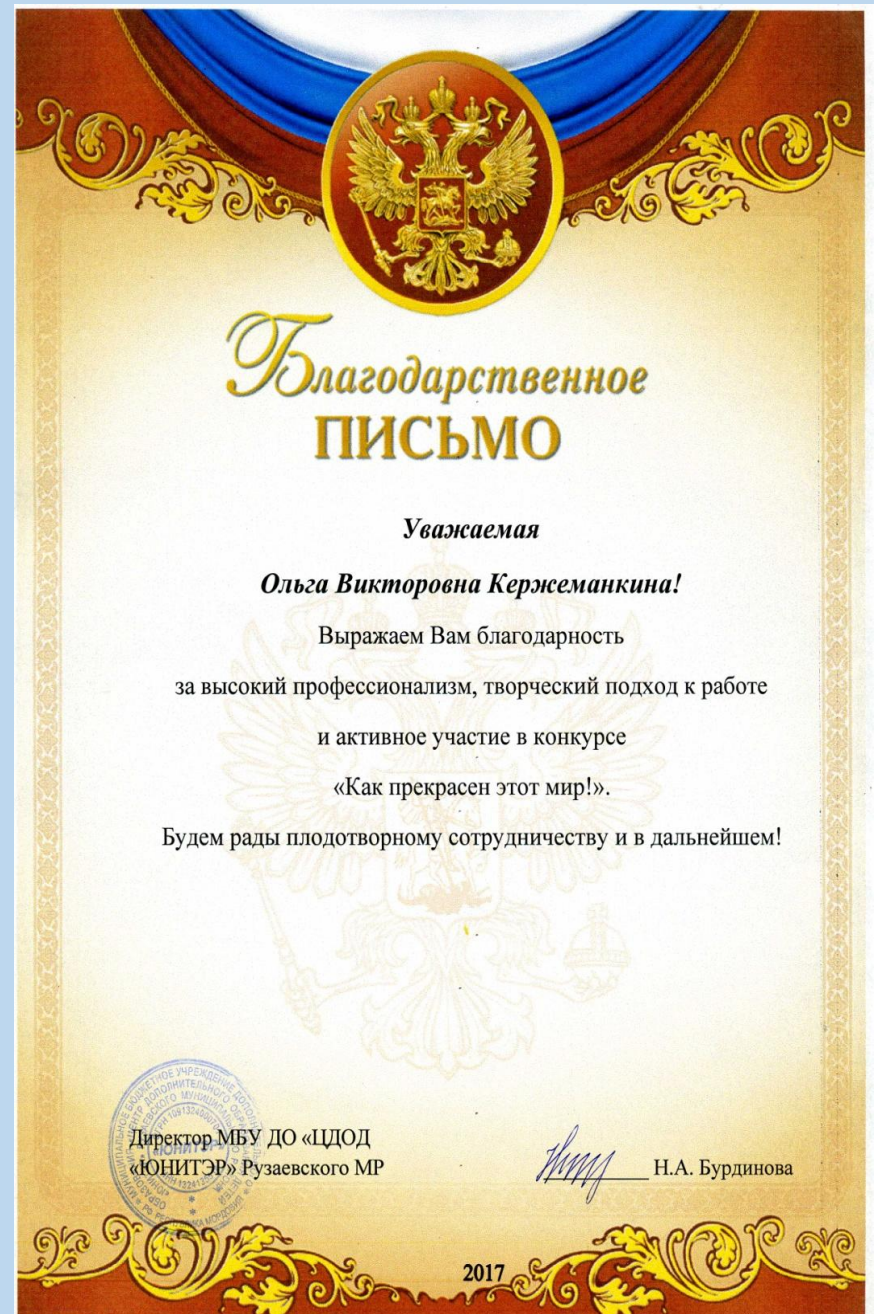 Благодарственное
ПИСЬМО
Уважаемая
Ольга Викторовна Кержеманкина!
Выражаем Вам благодарность
за высокий профессионализм, творческий подход к работе
и активное участие в конкурсе
«Как прекрасен этот мир!».
Будем рады плодотворному сотрудничеству и в дальнейшем!
Директор МБУ ДО «ЦДОД
«ЮНИТЭР» Рузаевского МР
Н.А. Бурдинова
«ЮНИТЭР»
2017